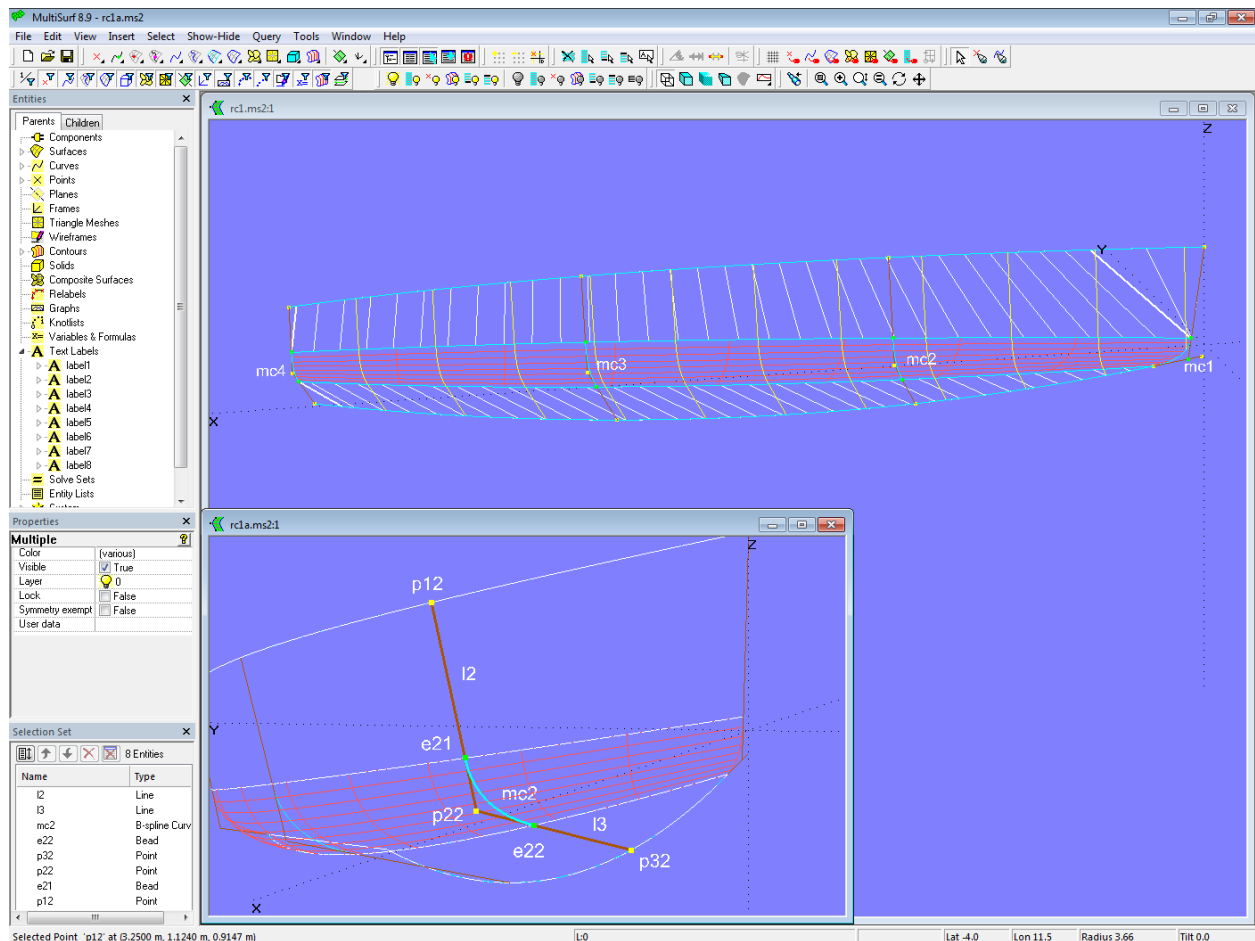 MultiSurf 8.9 - rc1a.ms2
File Edit View Insert Select Show-Hide Query Tools Window Help
Entities
Parents Children
Components
Surfaces
Curves
Points
Planes
Frames
Triangle Meshes
Wireframes
Contours
Solids
Composite Surfaces
Relabels
Graphs
Knotlists
Variables & Formulas
Text Labels
label1
label2
label3
label4
label5
label6
label7
label8
Solve Sets
Entity Lists
Properties
Multiple
Color (various)
Visible True
Layer 0
Lock False
Symmetry exempt False
User data
Selection Set
8 Entities
Name Type
l2 Line
l3 Line
mc2 B-spline Curv
e22 Bead
p32 Point
p22 Point
e21 Bead
p12 Point
rc1.ms2:1
Z
Y
mc4
mc3
mc2
mc1
X
rc1a.ms2:1
Z
p12
l2
Y
e21
mc2
p22
l3
e22
p32
X
Selected Point 'p12' at (3.2500 m, 1.1240 m, 0.9147 m) L:0 Lat -4.0 Lon 11.5 Radius 3.66 Tilt 0.0